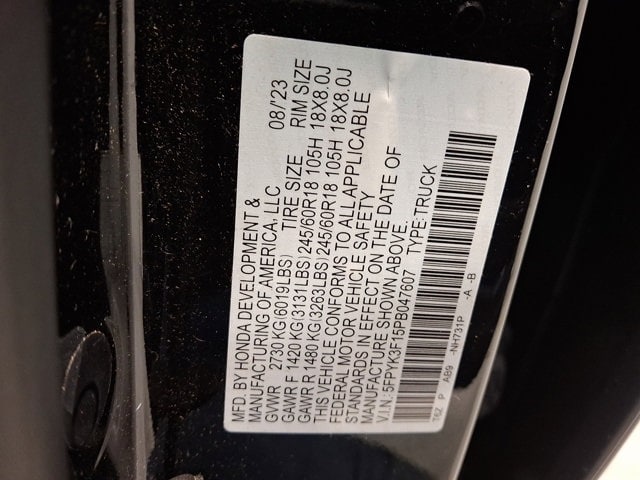 MFD. BY HONDA DEVELOPMENT &
MANUFACTURING OF AMERICA, LLC 08/'23
GVWR 2730 KG(6019LBS) TIRE SIZE RIM SIZE
GAWR F 1420 KG(3131LBS)245/60R18 105H 18X8.0J
GAWR R 1480 KG(3263LBS)245/60R18 105H 18X8.0J
THIS VEHICLE CONFORMS TO ALL APPLICABLE
FEDERAL MOTOR VEHICLE SAFETY
STANDARDS IN EFFECT ON THE DATE OF
MANUFACTURE SHOWN ABOVE.
V.I.N.:5FPYK3F15PB047607 TYPE:TRUCK
T6Z P AB9 -NH731P -A -B